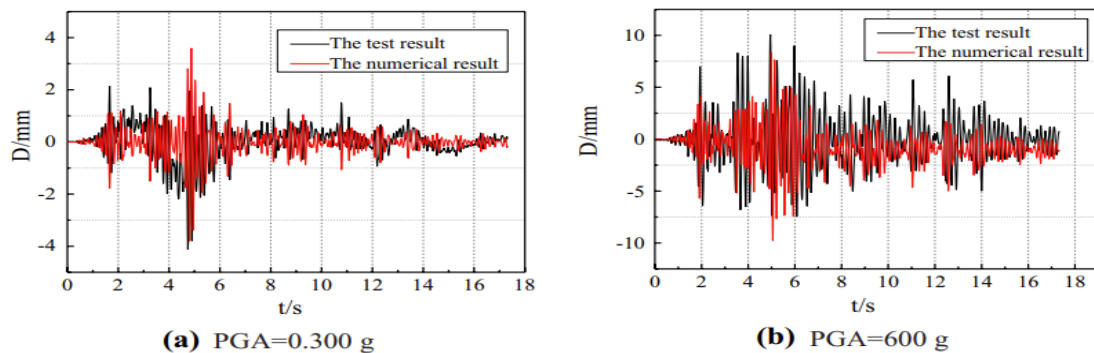 The test result
The numerical result
4
2
0
-2
-4
D/mm
0 2 4 6 8 10 12 14 16 18
t/s
(a) PGA=0.300 g
The test result
The numerical result
10
5
0
-5
-10
D/mm
0 2 4 6 8 10 12 14 16 18
t/s
(b) PGA=600 g